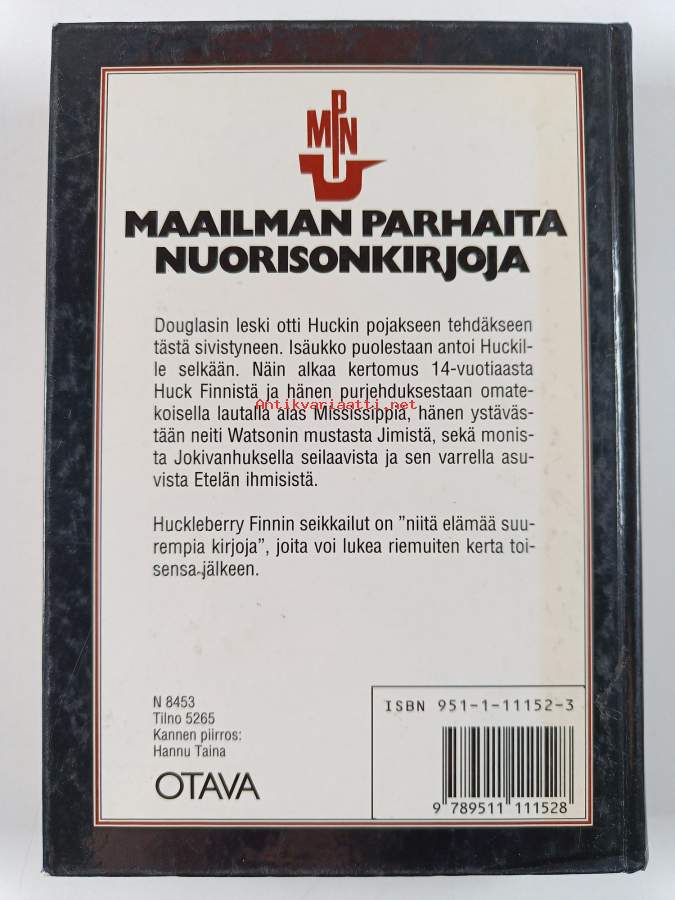 MPN
MAAILMAN PARHAITA
NUORISONKIRJOJA
Douglasin leski otti Huckin pojakseen tehdäkseen
tästä sivistyneen. Isäukko puolestaan antoi Huckil-
le selkään. Näin alkaa kertomus 14-vuotiaasta
Huck Finnistä ja hänen purjehduksestaan omate-
Antikvariaatti.net
koisella lautalla alas Mississippiä, hänen ystäväs-
tään neiti Watsonin mustasta Jimistä, sekä monis-
ta Jokivanhuksella seilaavista ja sen varrella asu-
vista Etelän ihmisistä.
Huckleberry Finnin seikkailut on ”niitä elämää suu-
rempia kirjoja”, joita voi lukea riemuiten kerta toi-
sensa jälkeen.
N 8453
Tilno 5265
Kannen piirros:
Hannu Taina
OTAVA
ISBN 951-1-11152-3
9 789511 111528